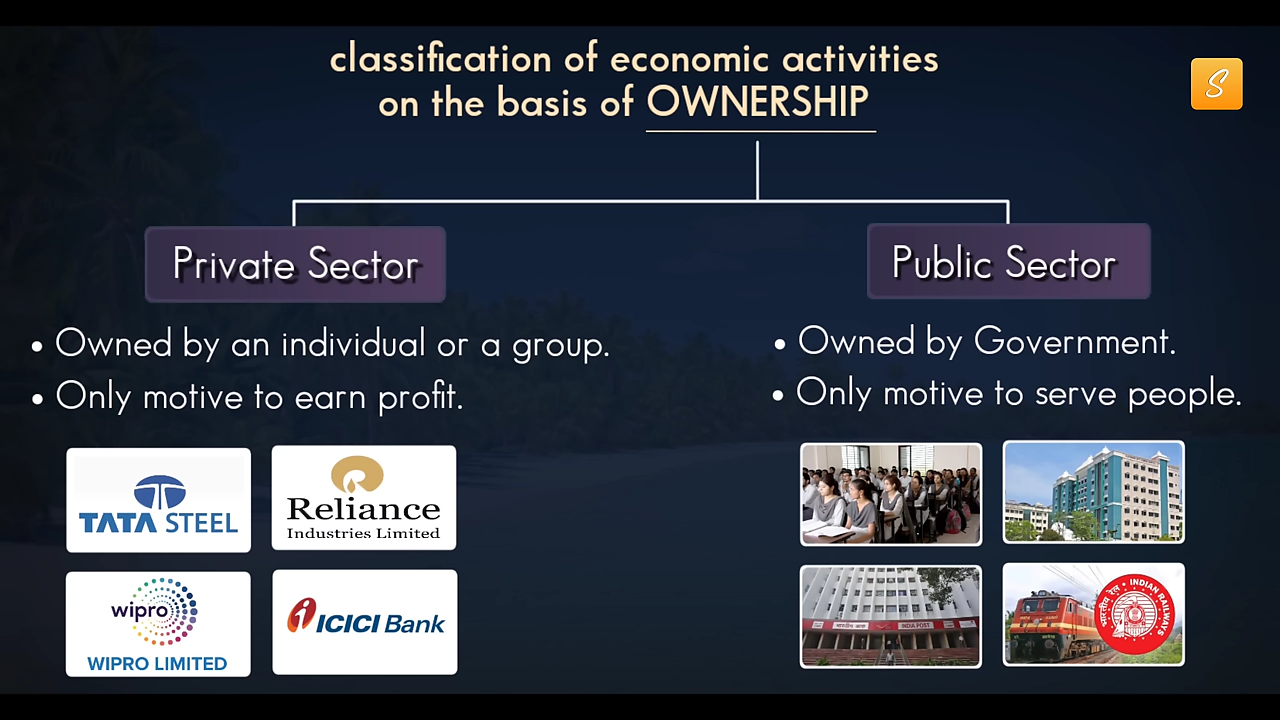 classification of economic activities
on the basis of OWNERSHIP
S
Private Sector
• Owned by an individual or a group.
• Only motive to earn profit.
TATA STEEL
Reliance
Industries Limited
wipro
WIPRO LIMITED
ICICI Bank
Public Sector
• Owned by Government.
• Only motive to serve people.
भारतीय डाक INDIA POST
भारतीय रेल • INDIAN RAILWAYS